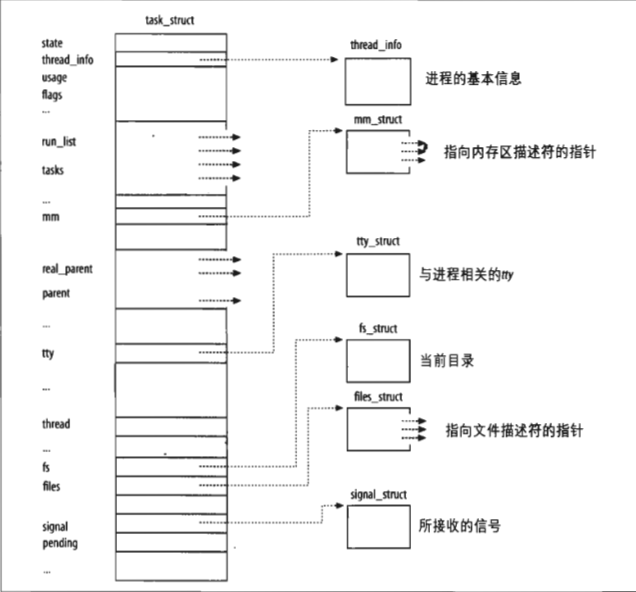 task_struct
state
thread_info
usage
flags
...
run_list
tasks
...
mm
real_parent
parent
...
tty
...
thread
...
fs
files
signal
pending
...
thread_info
进程的基本信息
mm_struct
指向内存区描述符的指针
tty_struct
与进程相关的tty
fs_struct
当前目录
files_struct
指向文件描述符的指针
signal_struct
所接收的信号